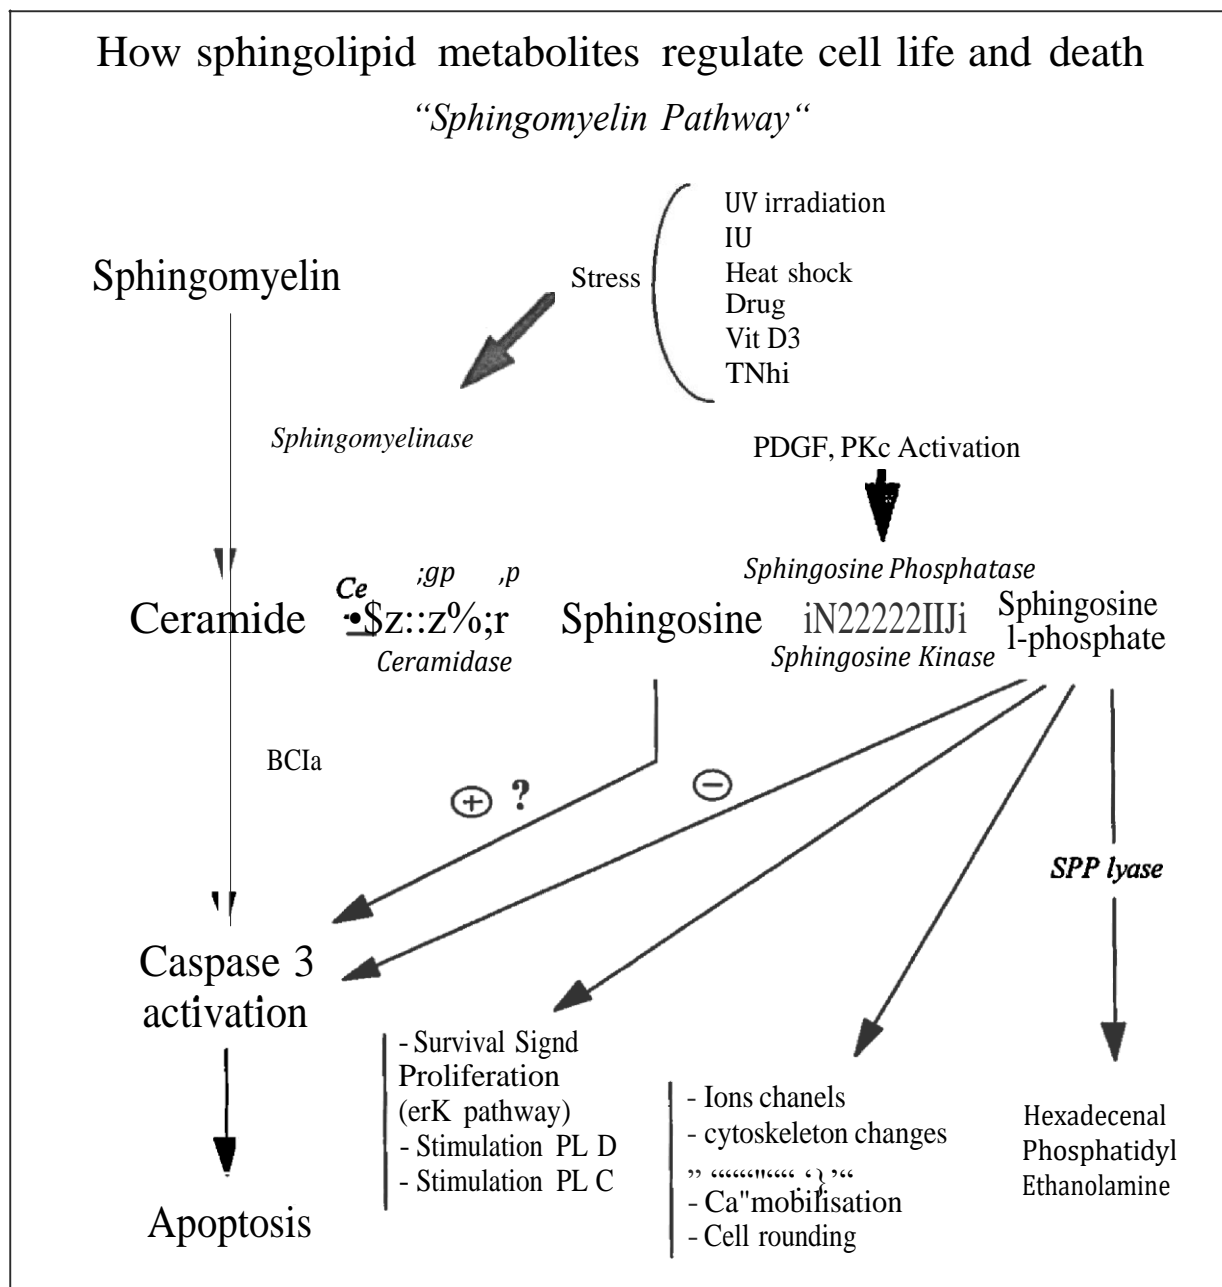 How sphingolipid metabolites regulate cell life and death
“Sphingomyelin Pathway“
UV irradiation
IU
Heat shock
Drug
Vit D3
TNhi
Stress
Sphingomyelin
Sphingomyelinase
PDGF, PKc Activation
Sphingosine Phosphatase
;gp ,p
Ce
Ceramide ·•$z::z%;r Sphingosine iN22222IIJi Sphingosine
l-phosphate
Ceramidase
Sphingosine Kinase
BCIa
+ ?
−
SPP lyase
Caspase 3
activation
- Survival Signd
Proliferation
(erK pathway)
- Stimulation PL D
- Stimulation PL C
- Ions chanels
- cytoskeleton changes
- Ca"mobilisation
- Cell rounding
Hexadecenal
Phosphatidyl
Ethanolamine
Apoptosis